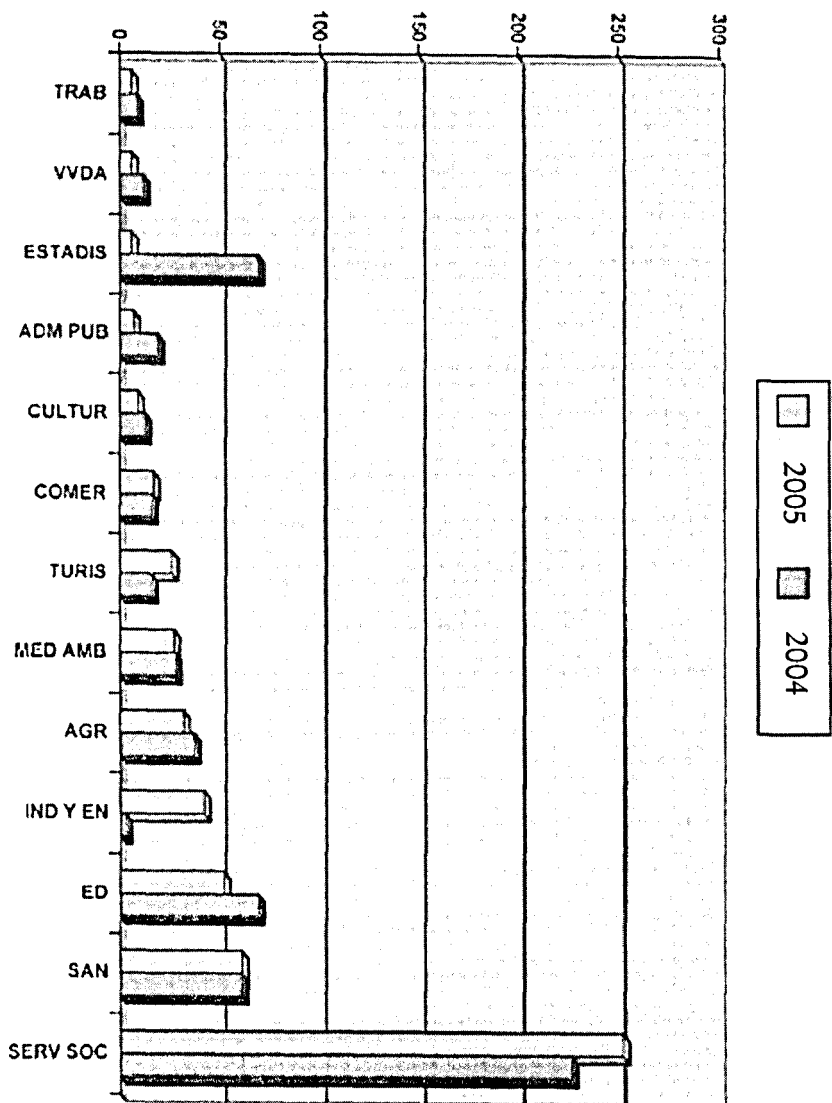 0
50
100
150
200
250
300
TRAB
VVDA
ESTADIS
ADM PUB
CULTUR
COMER
TURIS
MED AMB
AGR
IND Y EN
ED
SAN
SERV SOC
2005
2004